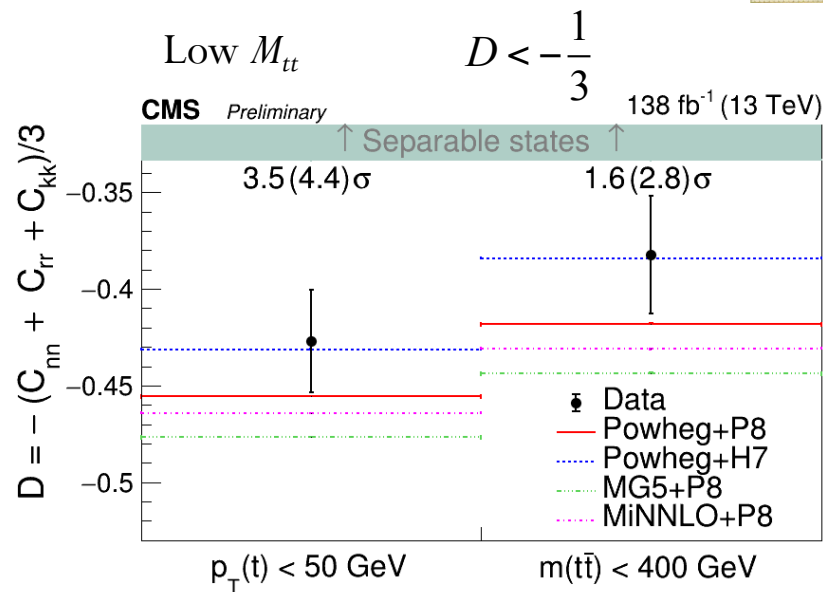 Low M_tt
D < -1/3
CMS Preliminary
138 fb⁻¹ (13 TeV)
↑ Separable states ↑
3.5(4.4)σ
1.6(2.8)σ
D = − (C_nn + C_rr + C_kk)/3
−0.35
−0.4
−0.45
−0.5
Data
Powheg+P8
Powheg+H7
MG5+P8
MiNNLO+P8
p_T(t) < 50 GeV
m(tt̄) < 400 GeV